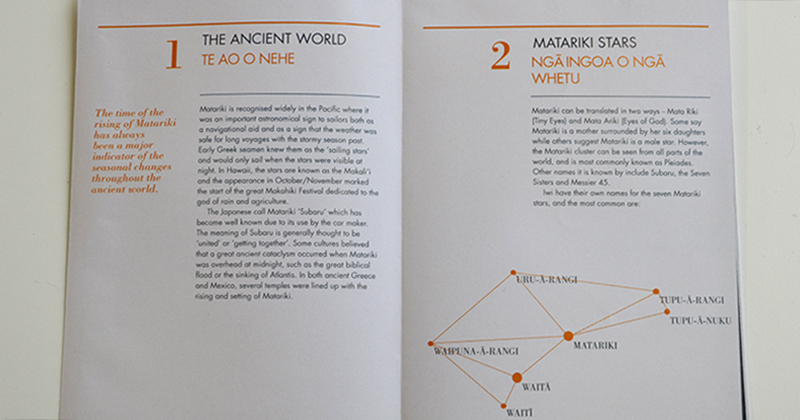 1
THE ANCIENT WORLD
TE AO O NEHE
The time of the
rising of Matariki
has always
been a major
indicator of the
seasonal changes
throughout the
ancient world.
Matariki is recognised widely in the Pacific where it
was an important astronomical sign to sailors both as
a navigational aid and as a sign that the weather was
safe for long voyages with the stormy season past.
Early Greek seamen knew them as the 'sailing stars'
and would only sail when the stars were visible at
night. In Hawaii, the stars are known as the Makali'i
and the appearance in October/November marked
the start of the great Makahiki Festival dedicated to the
god of rain and agriculture.
The Japanese call Matariki 'Subaru' which has
become well known due to its use by the car maker.
The meaning of Subaru is generally thought to be
'united' or 'getting together'. Some cultures believed
that a great ancient cataclysm occurred when Matariki
was overhead at midnight, such as the great biblical
flood or the sinking of Atlantis. In both ancient Greece
and Mexico, several temples were lined up with the
rising and setting of Matariki.
2
MATARIKI STARS
NGĀ INGOA O NGĀ
WHETU
Matariki can be translated in two ways – Mata Riki
(Tiny Eyes) and Mata Ariki (Eyes of God). Some say
Matariki is a mother surrounded by her six daughters
while others suggest Matariki is a male star. However,
the Matariki cluster can be seen from all parts of the
world, and is most commonly known as Pleiades.
Other names it is known by include Subaru, the Seven
Sisters and Messier 45.
Iwi have their own names for the seven Matariki
stars, and the most common are:
URU-Ā-RANGI
TUPU-Ā-RANGI
TUPU-Ā-NUKU
MATARIKI
WAIPUNA-Ā-RANGI
WAITĀ
WAITĪ